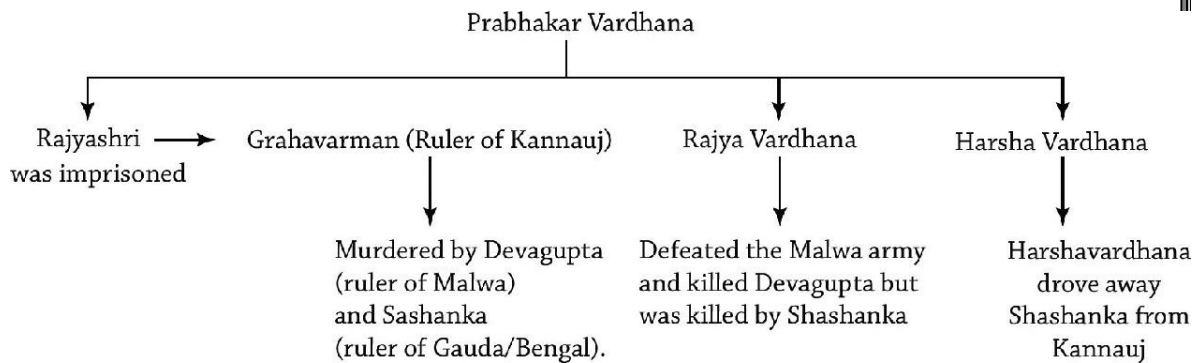 Prabhakar Vardhana
Rajyashri
was imprisoned
Grahavarman (Ruler of Kannauj)
Rajya Vardhana
Harsha Vardhana
Murdered by Devagupta
(ruler of Malwa)
and Sashanka
(ruler of Gauda/Bengal).
Defeated the Malwa army
and killed Devagupta but
was killed by Shashanka
Harshavardhana
drove away
Shashanka from
Kannauj